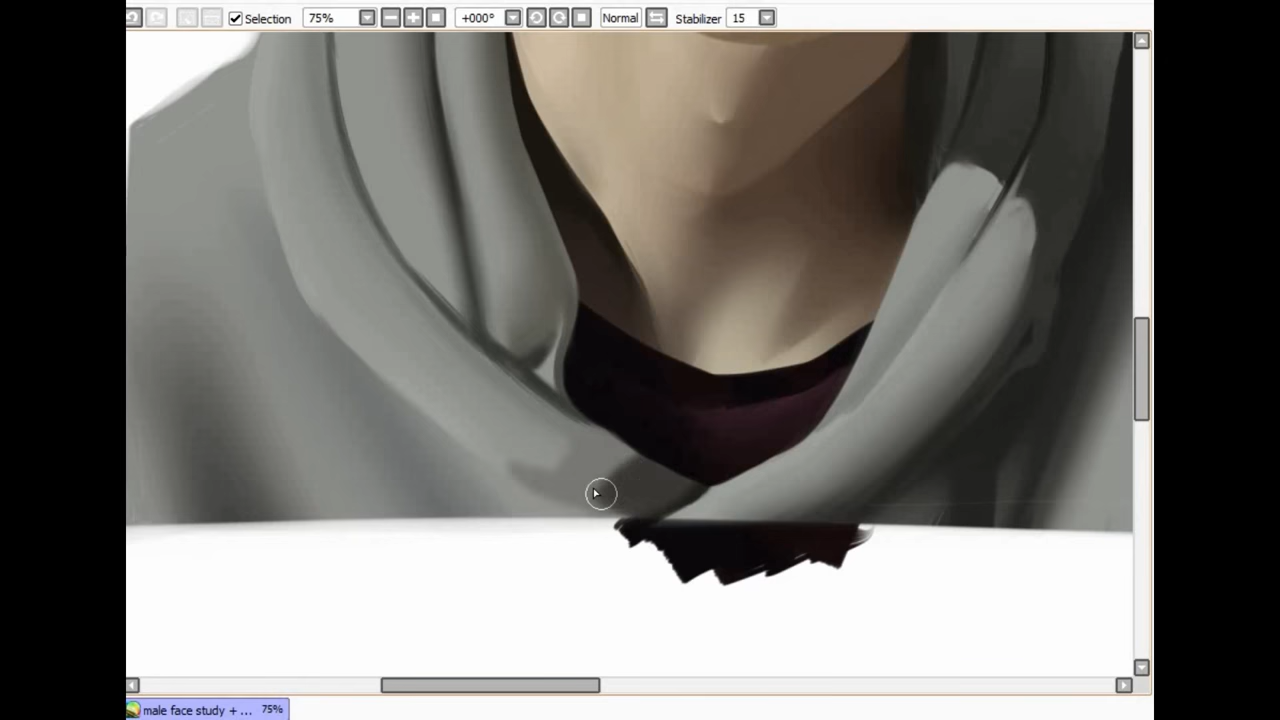 Selection 75% +000° Normal Stabilizer 15
male face study + ... 75%